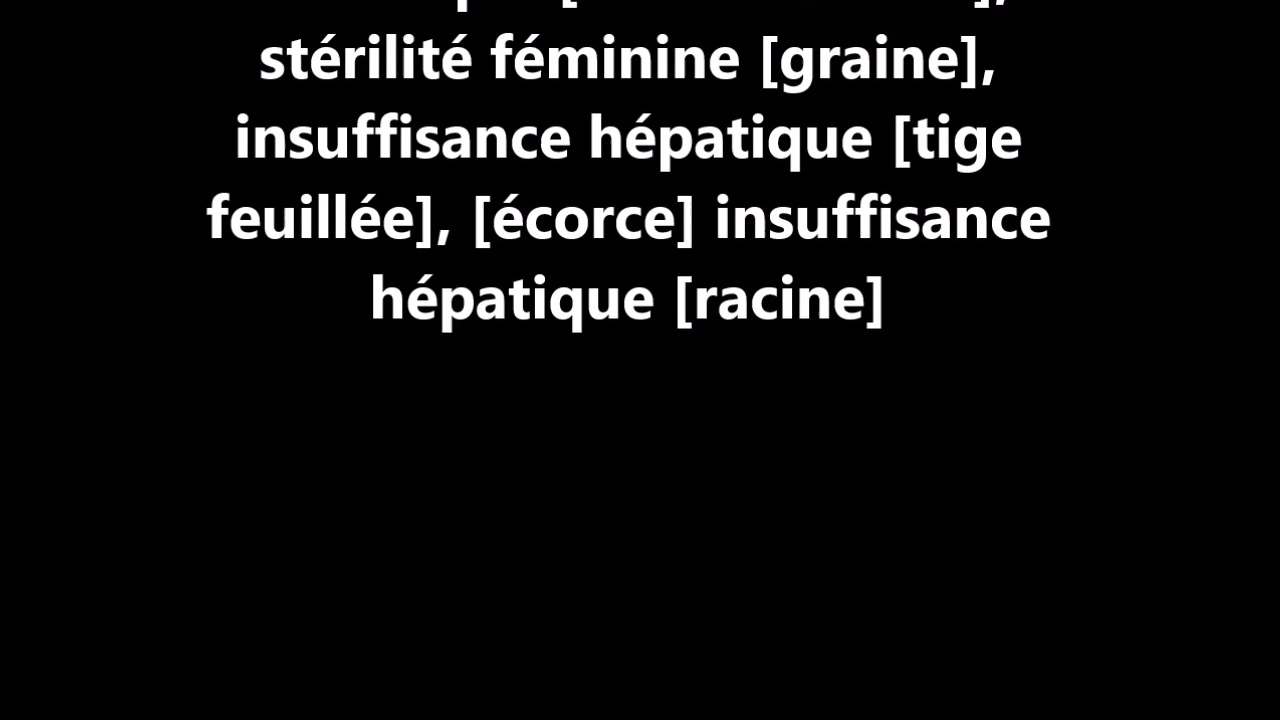 stérilité féminine [graine],
insuffisance hépatique [tige
feuillée], [écorce] insuffisance
hépatique [racine]